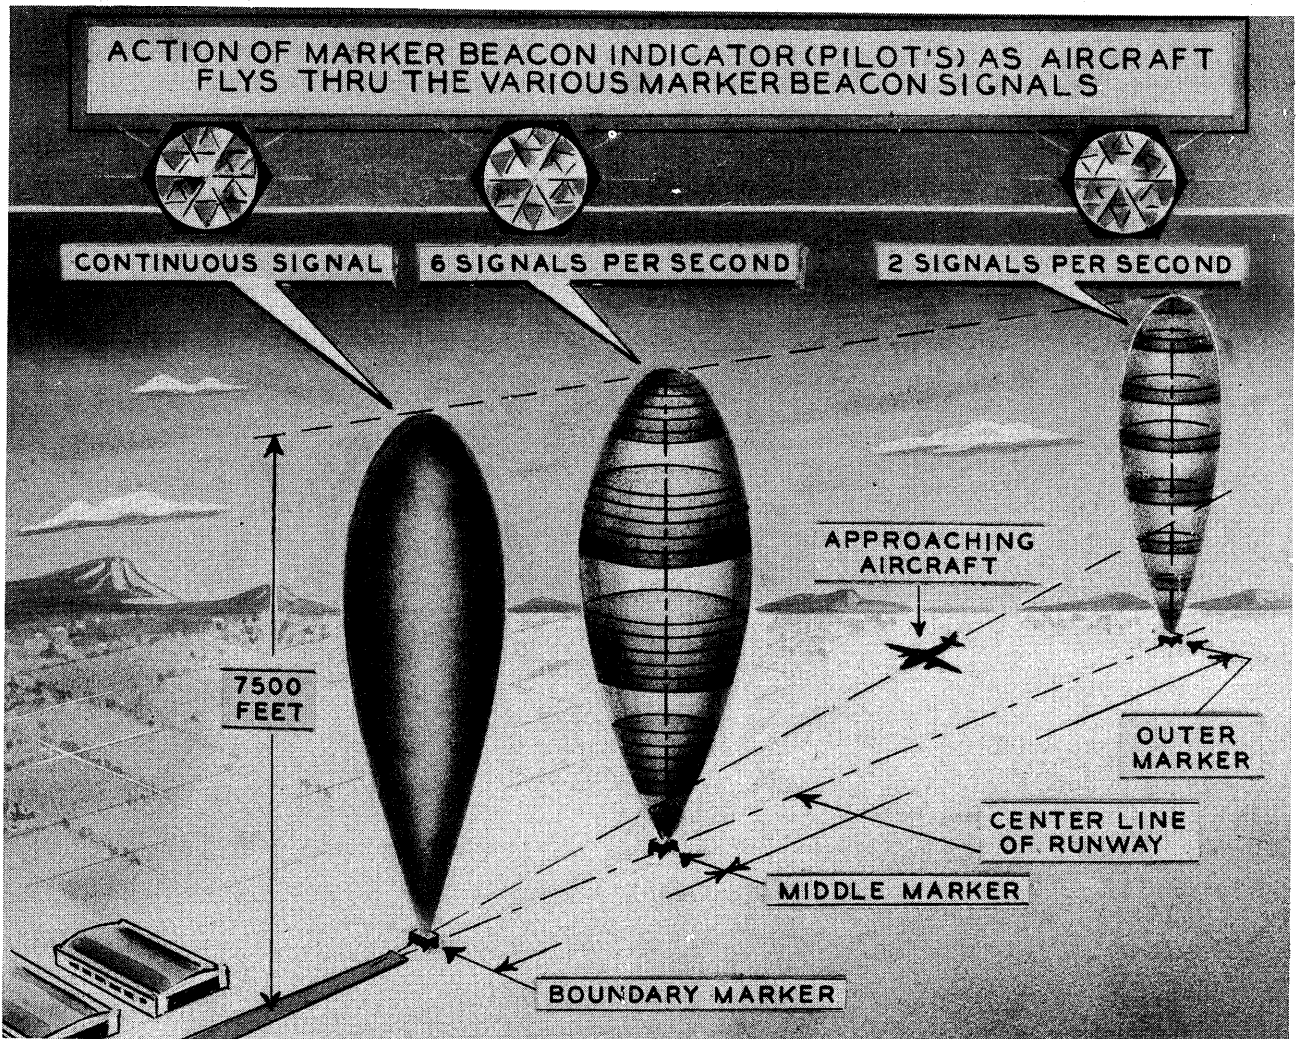 ACTION OF MARKER BEACON INDICATOR (PILOT'S) AS AIRCRAFT
FLYS THRU THE VARIOUS MARKER BEACON SIGNALS
CONTINUOUS SIGNAL
6 SIGNALS PER SECOND
2 SIGNALS PER SECOND
APPROACHING
AIRCRAFT
7500
FEET
OUTER
MARKER
CENTER LINE
OF RUNWAY
MIDDLE MARKER
BOUNDARY MARKER